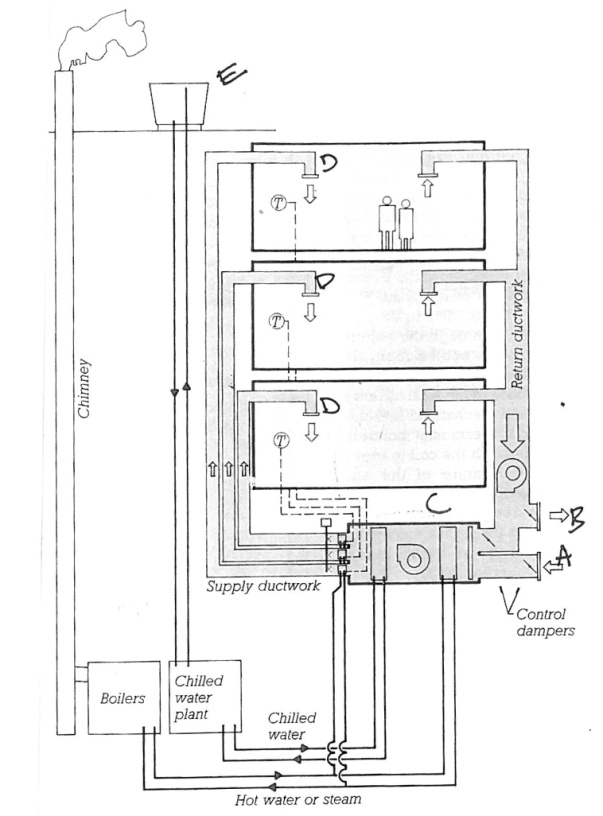 E
D
T
D
T
D
T
Chimney
Return ductwork
C
B
A
Supply ductwork
Control
dampers
Boilers
Chilled
water
plant
Chilled
water
Hot water or steam